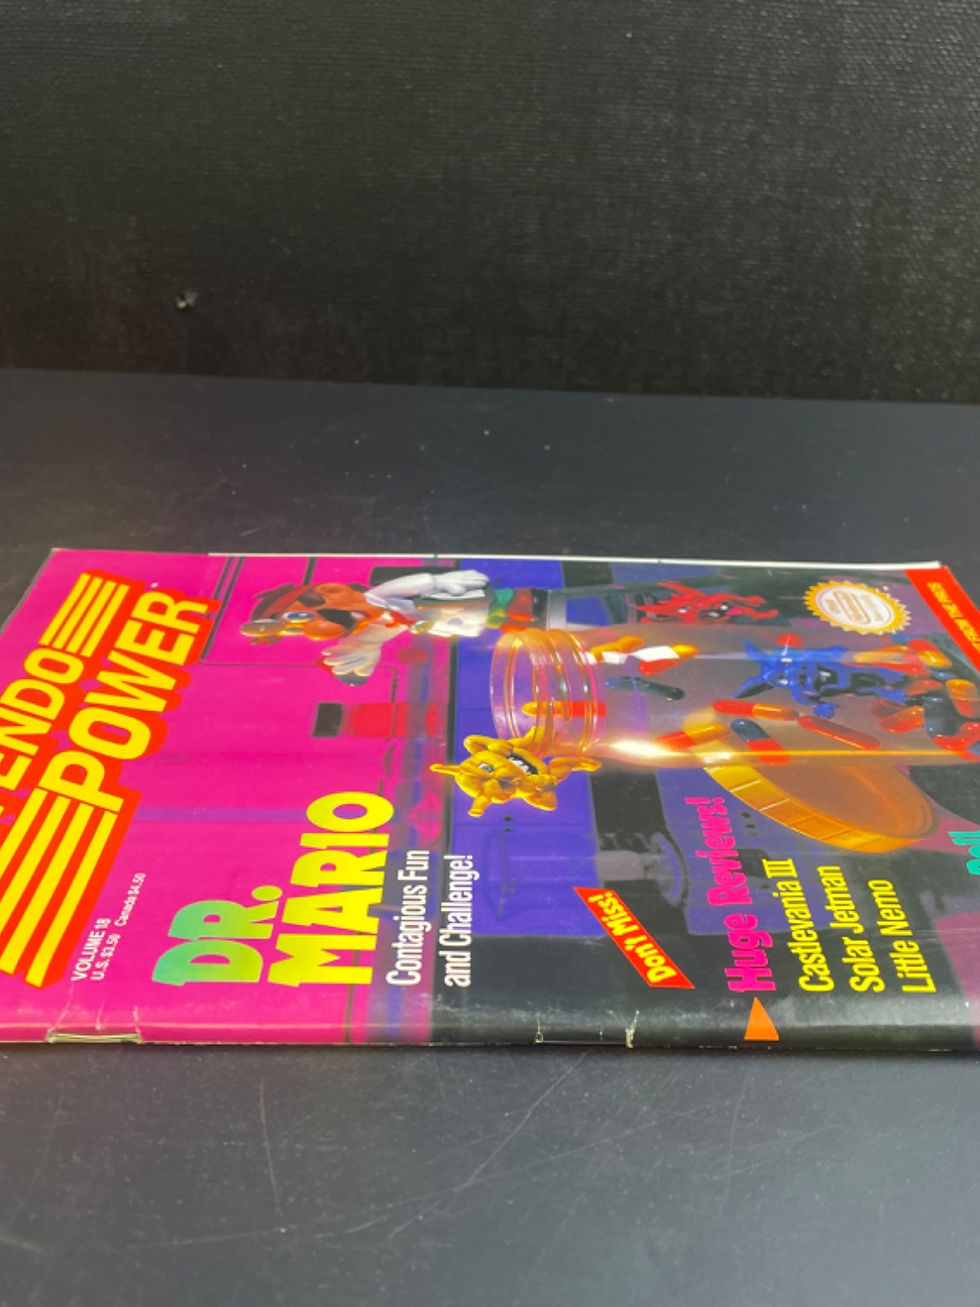 ENDO
POWER
VOLUME 18
U.S. $3.50 Canada $4.50
DR.
MARIO
Contagious Fun
and Challenge!
Don't Miss!
Huge Reviews!
Castlevania III
Solar Jetman
Little Nemo